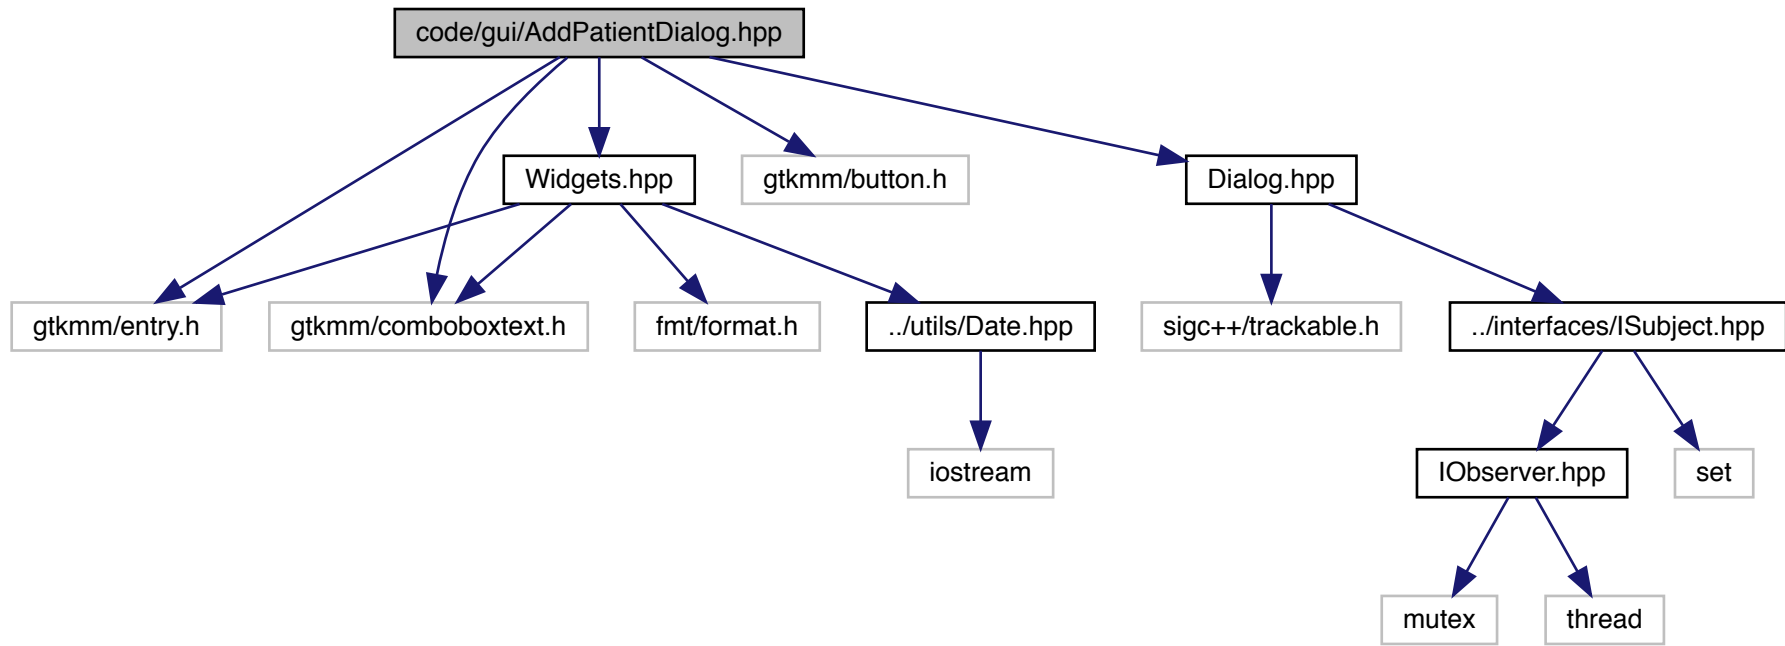 code/gui/AddPatientDialog.hpp
Widgets.hpp
gtkmm/button.h
Dialog.hpp
gtkmm/entry.h
gtkmm/comboboxtext.h
fmt/format.h
../utils/Date.hpp
sigc++/trackable.h
../interfaces/ISubject.hpp
iostream
IObserver.hpp
set
mutex
thread